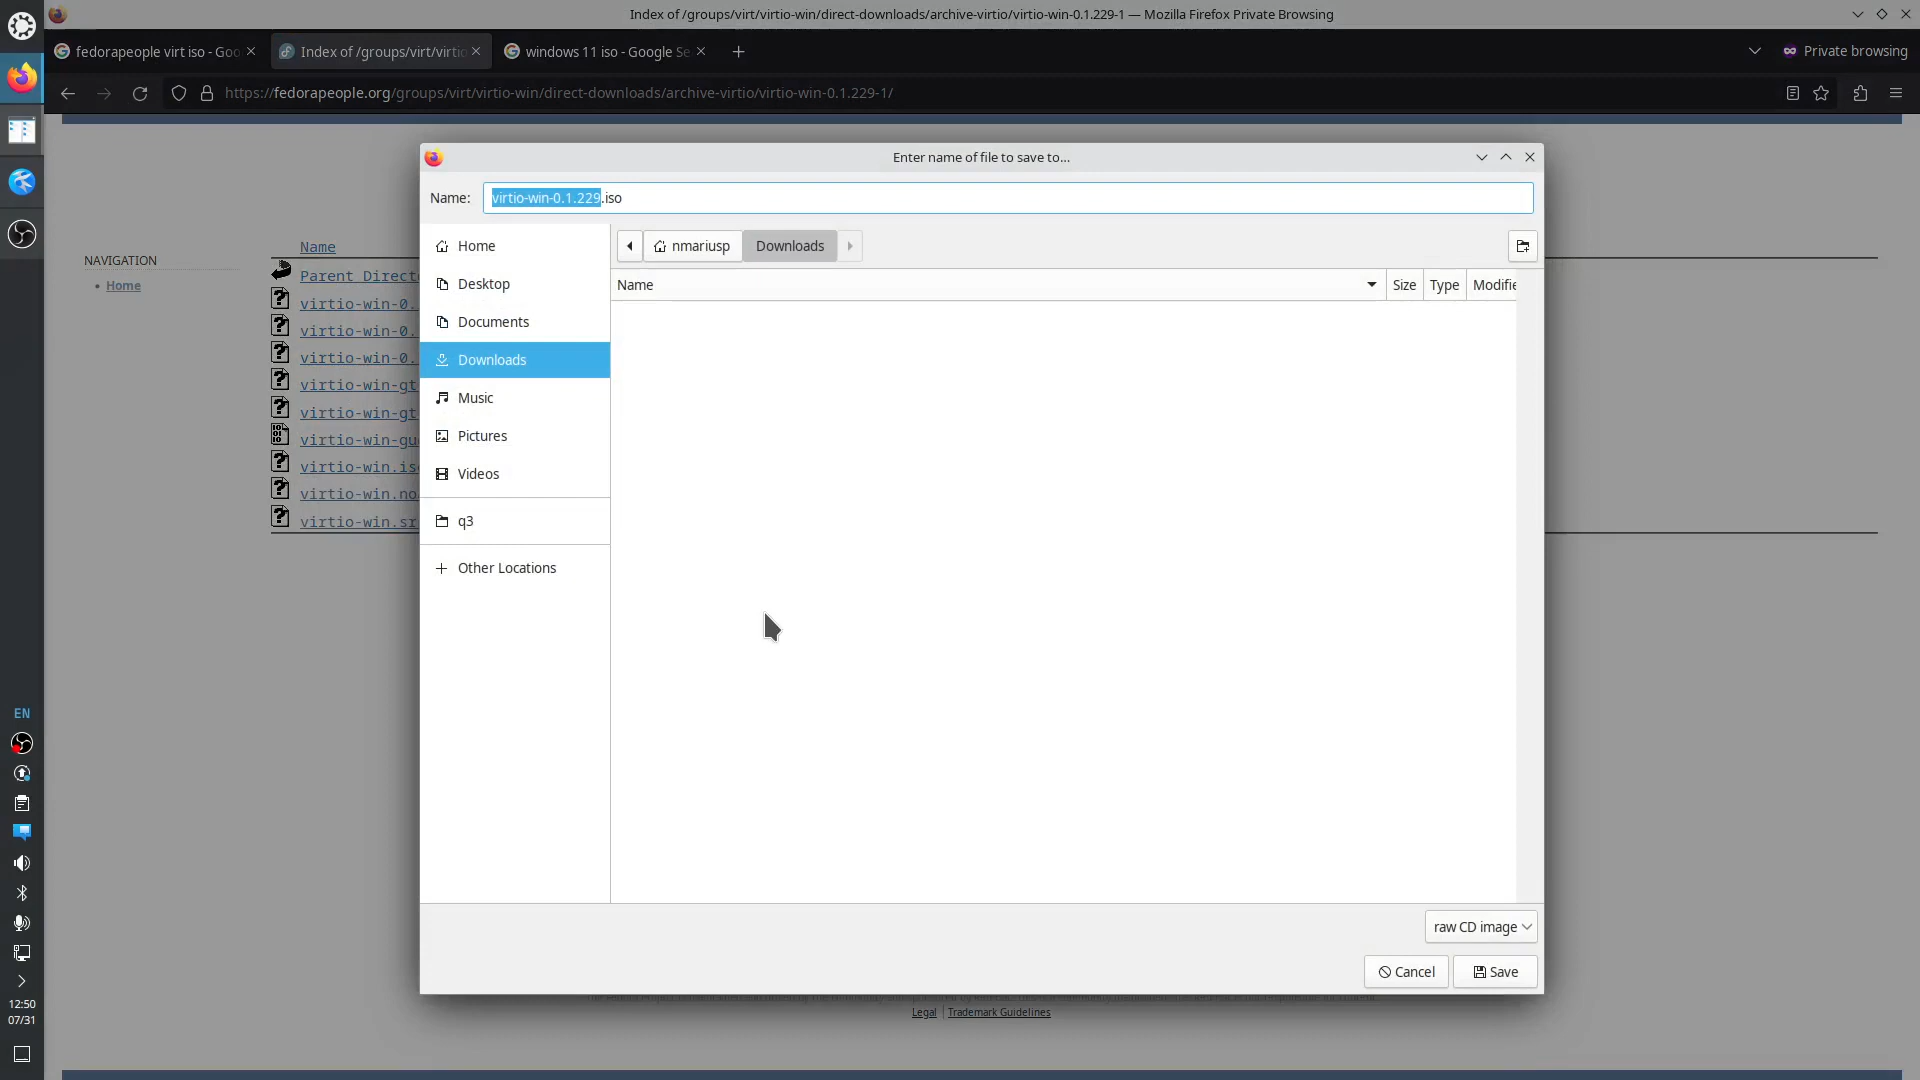 Index of /groups/virt/virtio-win/direct-downloads/archive-virtio/virtio-win-0.1.229-1 — Mozilla Firefox Private Browsing
fedorapeople virt iso - Goo
Index of /groups/virt/virtio
windows 11 iso - Google Se
Private browsing
https://fedorapeople.org/groups/virt/virtio-win/direct-downloads/archive-virtio/virtio-win-0.1.229-1/
Enter name of file to save to...
Name: virtio-win-0.1.229.iso
Home
Desktop
Documents
Downloads
Music
Pictures
Videos
q3
Other Locations
nmariusp
Downloads
Name
Size
Type
Modifie
raw CD image
Cancel
Save
NAVIGATION
Home
Name
Parent Direct
virtio-win-0.
virtio-win-0.
virtio-win-0.
virtio-win-gt
virtio-win-gt
virtio-win-gu
virtio-win.is
virtio-win.no
virtio-win.sr
Legal
Trademark Guidelines
EN
12:50
07/31